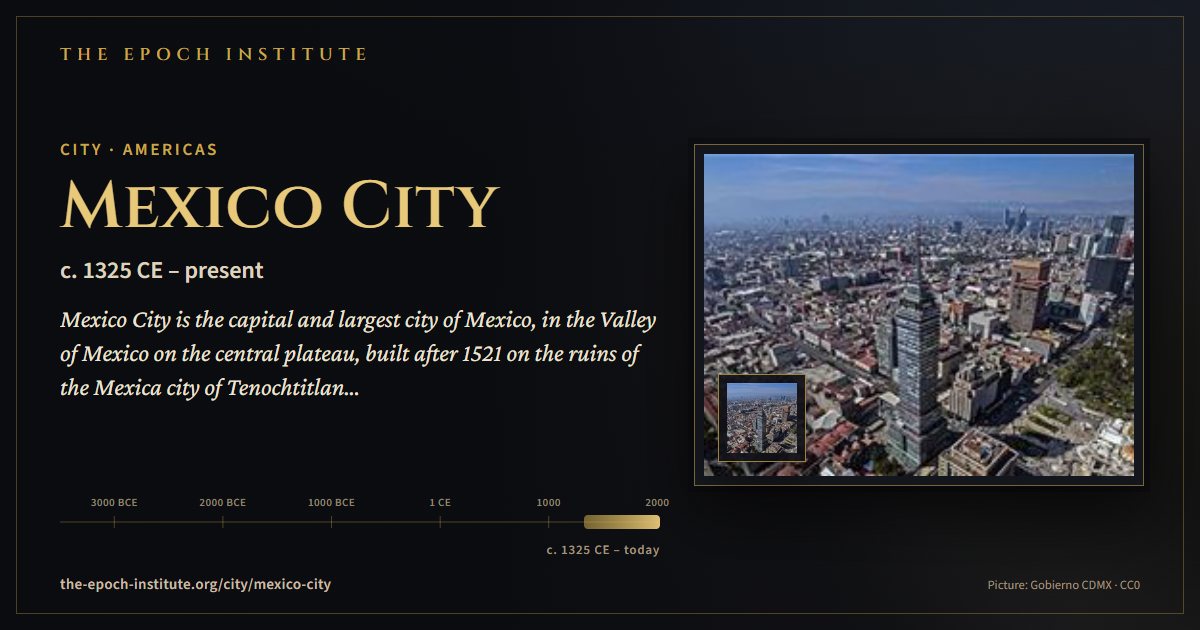 THE EPOCH INSTITUTE
CITY · AMERICAS
MEXICO CITY
c. 1325 CE – present
Mexico City is the capital and largest city of Mexico, in the Valley
of Mexico on the central plateau, built after 1521 on the ruins of
the Mexica city of Tenochtitlan...
3000 BCE 2000 BCE 1000 BCE 1 CE 1000 2000
c. 1325 CE – today
the-epoch-institute.org/city/mexico-city
Picture: Gobierno CDMX · CC0